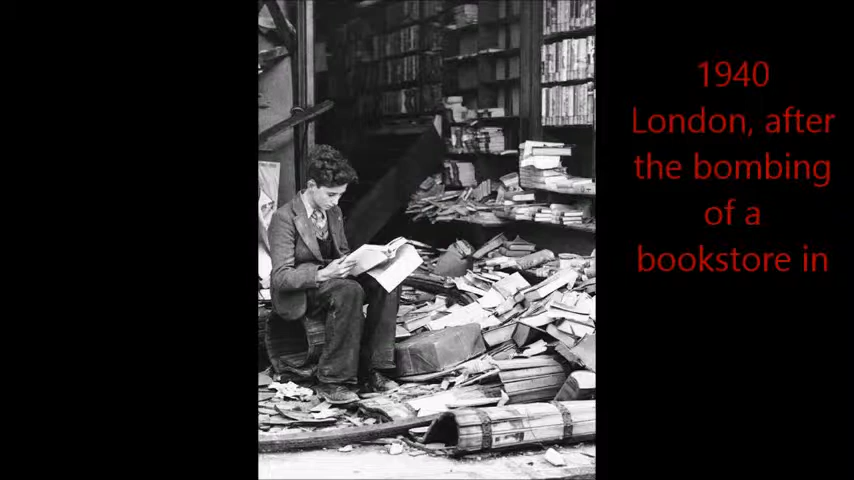 1940
London, after
the bombing
of a
bookstore in